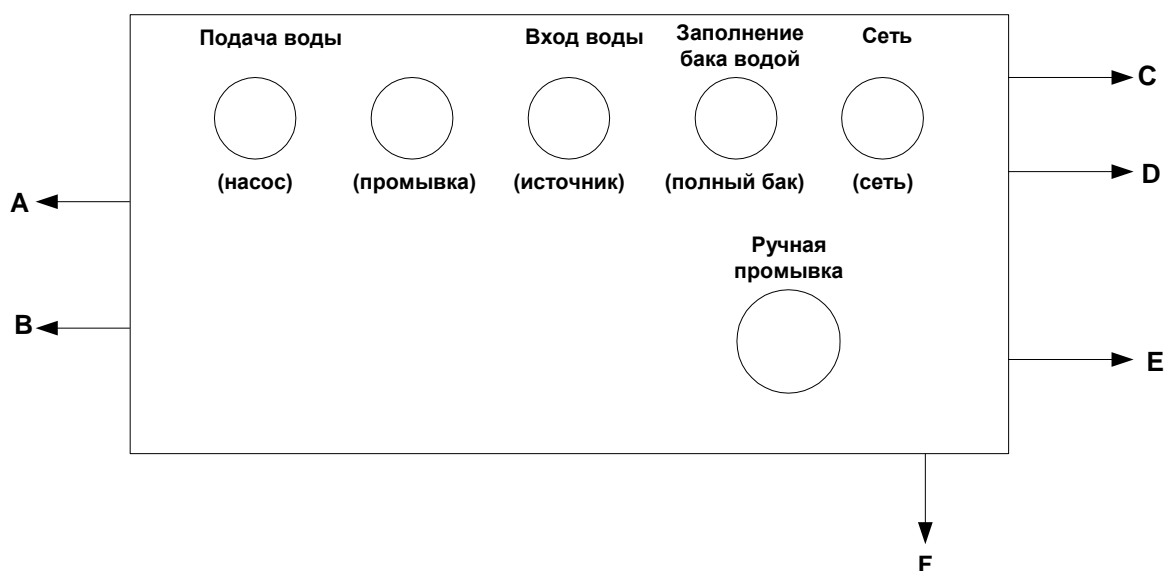 Подача воды
Вход воды
Заполнение
бака водой
Сеть
(насос)
(промывка)
(источник)
(полный бак)
(сеть)
Ручная
промывка
A
B
C
D
E
F